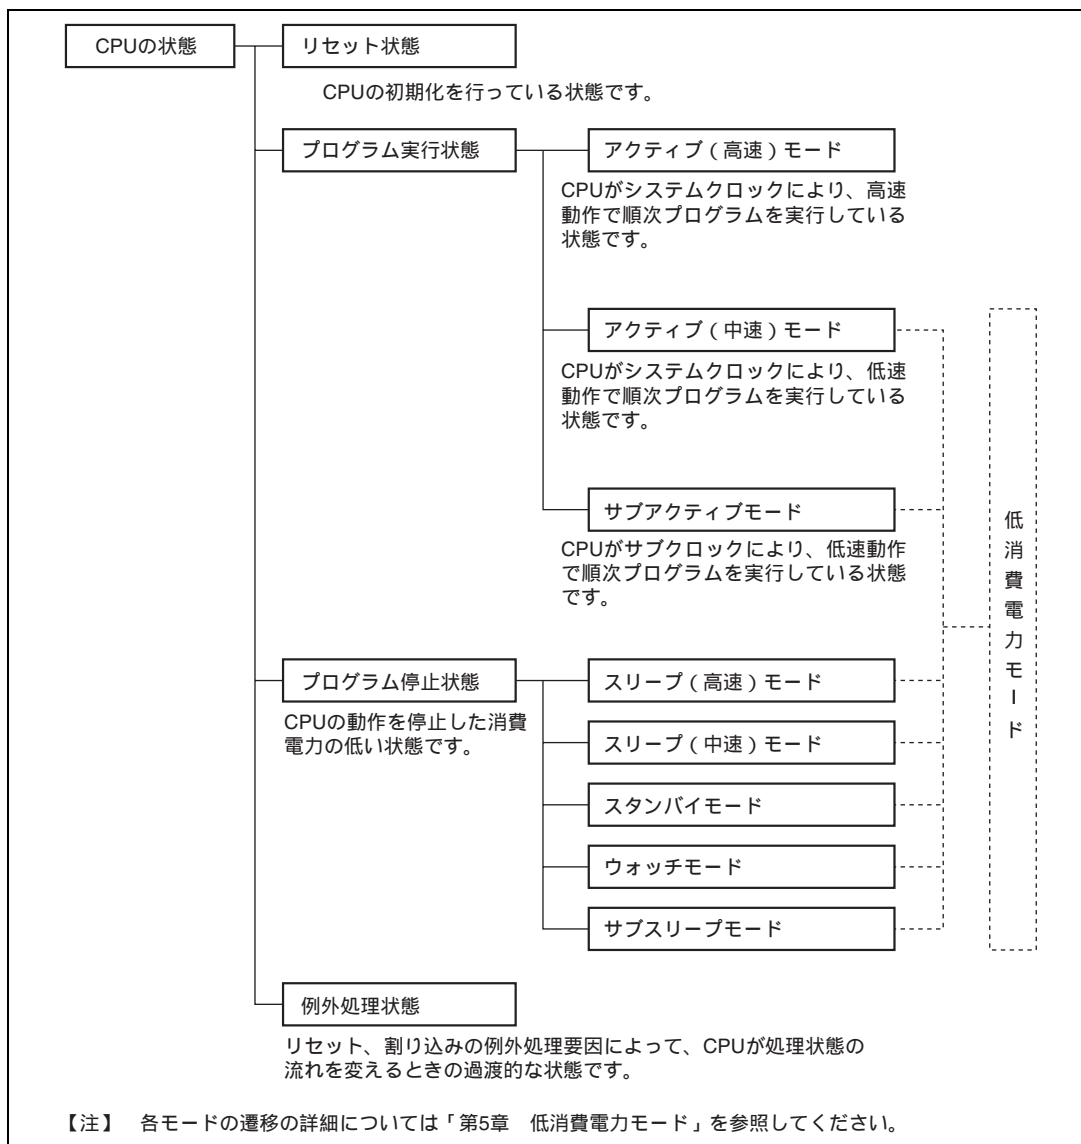 CPUの状態
リセット状態
CPUの初期化を行っている状態です。
プログラム実行状態
アクティブ（高速）モード
CPUがシステムクロックにより、高速
動作で順次プログラムを実行している
状態です。
アクティブ（中速）モード
CPUがシステムクロックにより、低速
動作で順次プログラムを実行している
状態です。
サブアクティブモード
CPUがサブクロックにより、低速動作
で順次プログラムを実行している状態
です。
低消費電力モード
プログラム停止状態
CPUの動作を停止した消費
電力の低い状態です。
スリープ（高速）モード
スリープ（中速）モード
スタンバイモード
ウォッチモード
サブスリープモード
例外処理状態
リセット、割り込みの例外処理要因によって、CPUが処理状態の
流れを変えるときの過渡的な状態です。
【注】 各モードの遷移の詳細については「第5章 低消費電力モード」を参照してください。